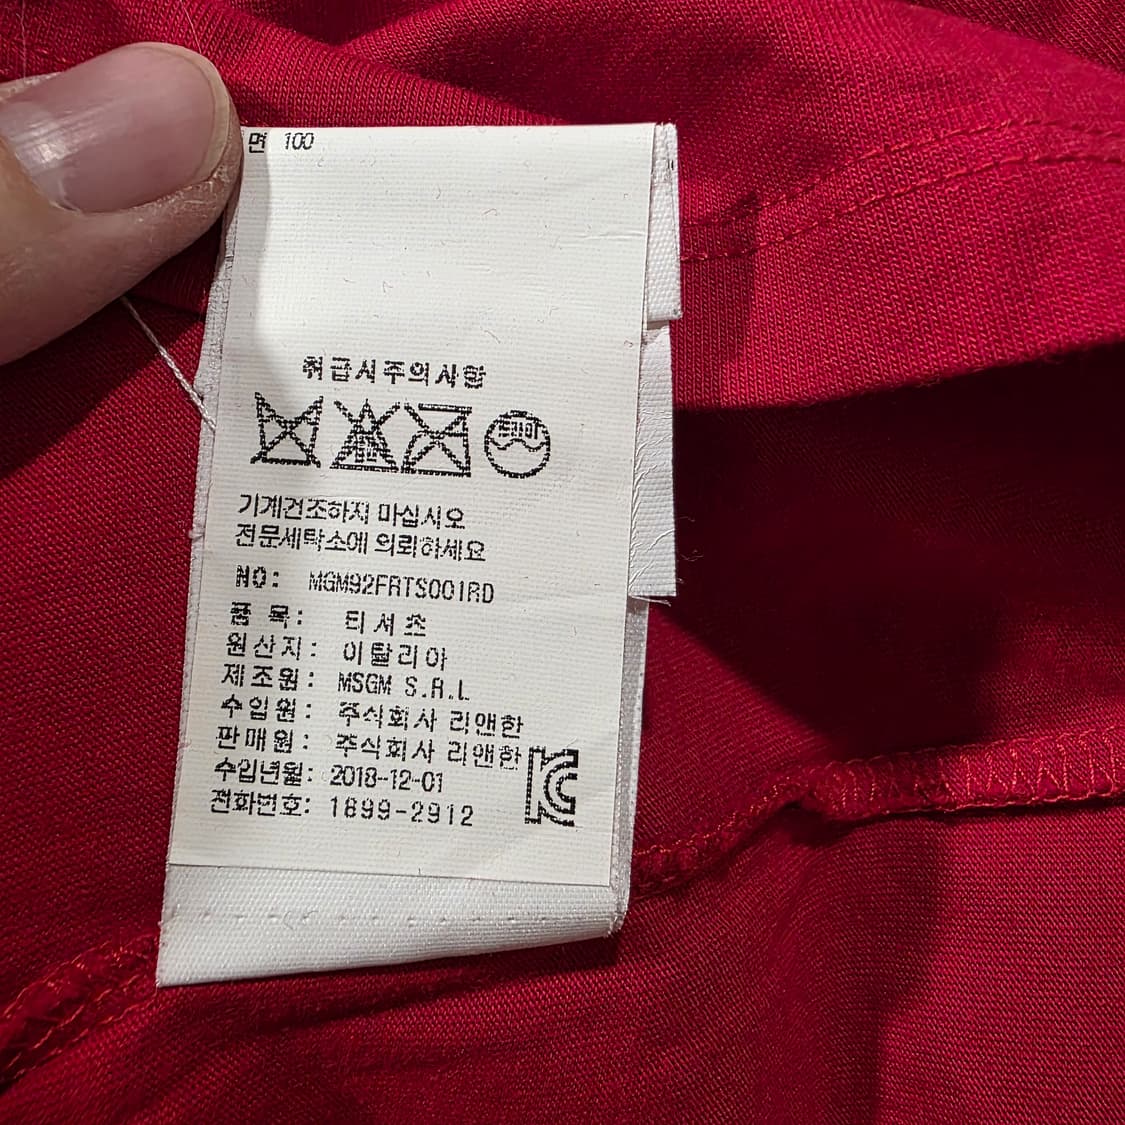 면 100
취급시주의사항
드라이
기계건조하지 마십시오
전문세탁소에 의뢰하세요
NO: MGM92FRTS001RD
품 목: 티셔츠
원산지: 이탈리아
제조원: MSGM S.R.L
수입원: 주식회사 리앤한
판매원: 주식회사 리앤한
수입년월: 2018-12-01
전화번호: 1899-2912
KC